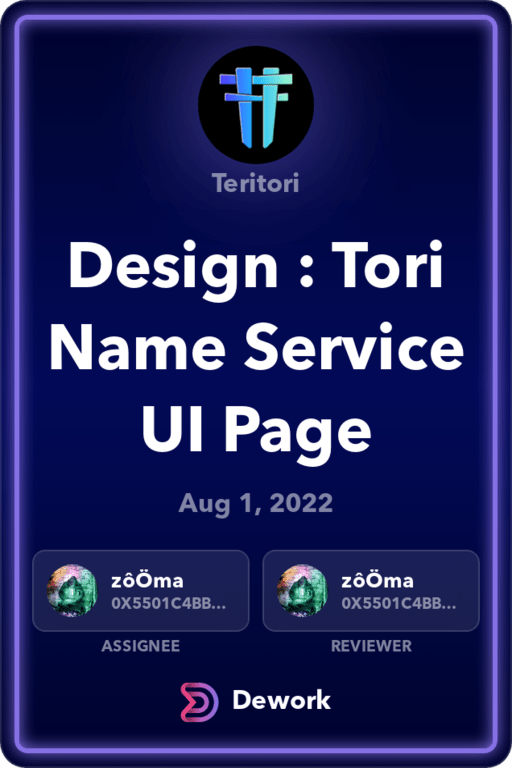 Teritori
Design : Tori
Name Service
UI Page
Aug 1, 2022
zôÖma
0X5501C4BB...
ASSIGNEE
zôÖma
0X5501C4BB...
REVIEWER
Dework